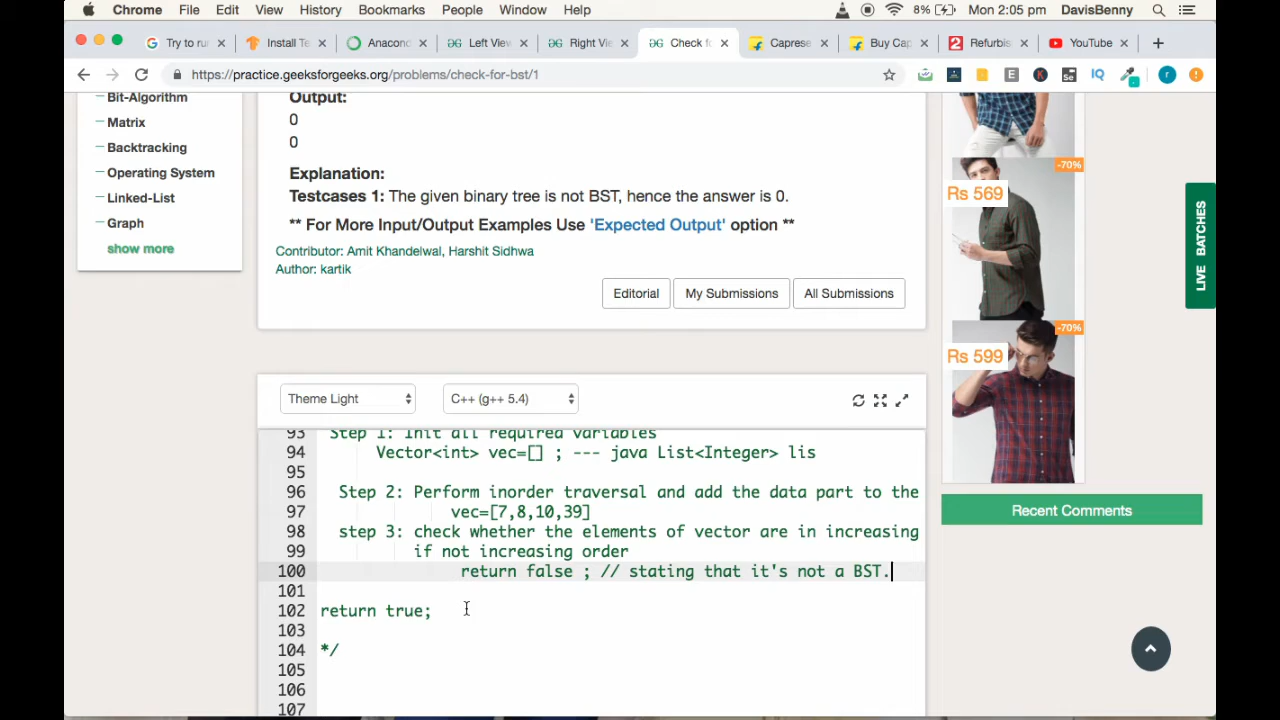 Chrome File Edit View History Bookmarks People Window Help 8% Mon 2:05 pm DavisBenny
Try to ru Install Te Anacond Left View Right Vie Check fo Caprese Buy Cap Refurbis YouTube
https://practice.geeksforgeeks.org/problems/check-for-bst/1
Bit-Algorithm
Matrix
Backtracking
Operating System
Linked-List
Graph
show more
Output:
0
0
Explanation:
Testcases 1: The given binary tree is not BST, hence the answer is 0.
** For More Input/Output Examples Use 'Expected Output' option **
Contributor: Amit Khandelwal, Harshit Sidhwa
Author: kartik
Editorial My Submissions All Submissions
-70%
Rs 569
-70%
Rs 599
LIVE BATCHES
Recent Comments
Theme Light C++ (g++ 5.4)
93 Step 1: Init all required variables
94 Vector<int> vec=[] ; --- java List<Integer> lis
95
96 Step 2: Perform inorder traversal and add the data part to the
97 vec=[7,8,10,39]
98 step 3: check whether the elements of vector are in increasing
99 if not increasing order
100 return false ; // stating that it's not a BST.
101
102 return true;
103
104 */
105
106
107